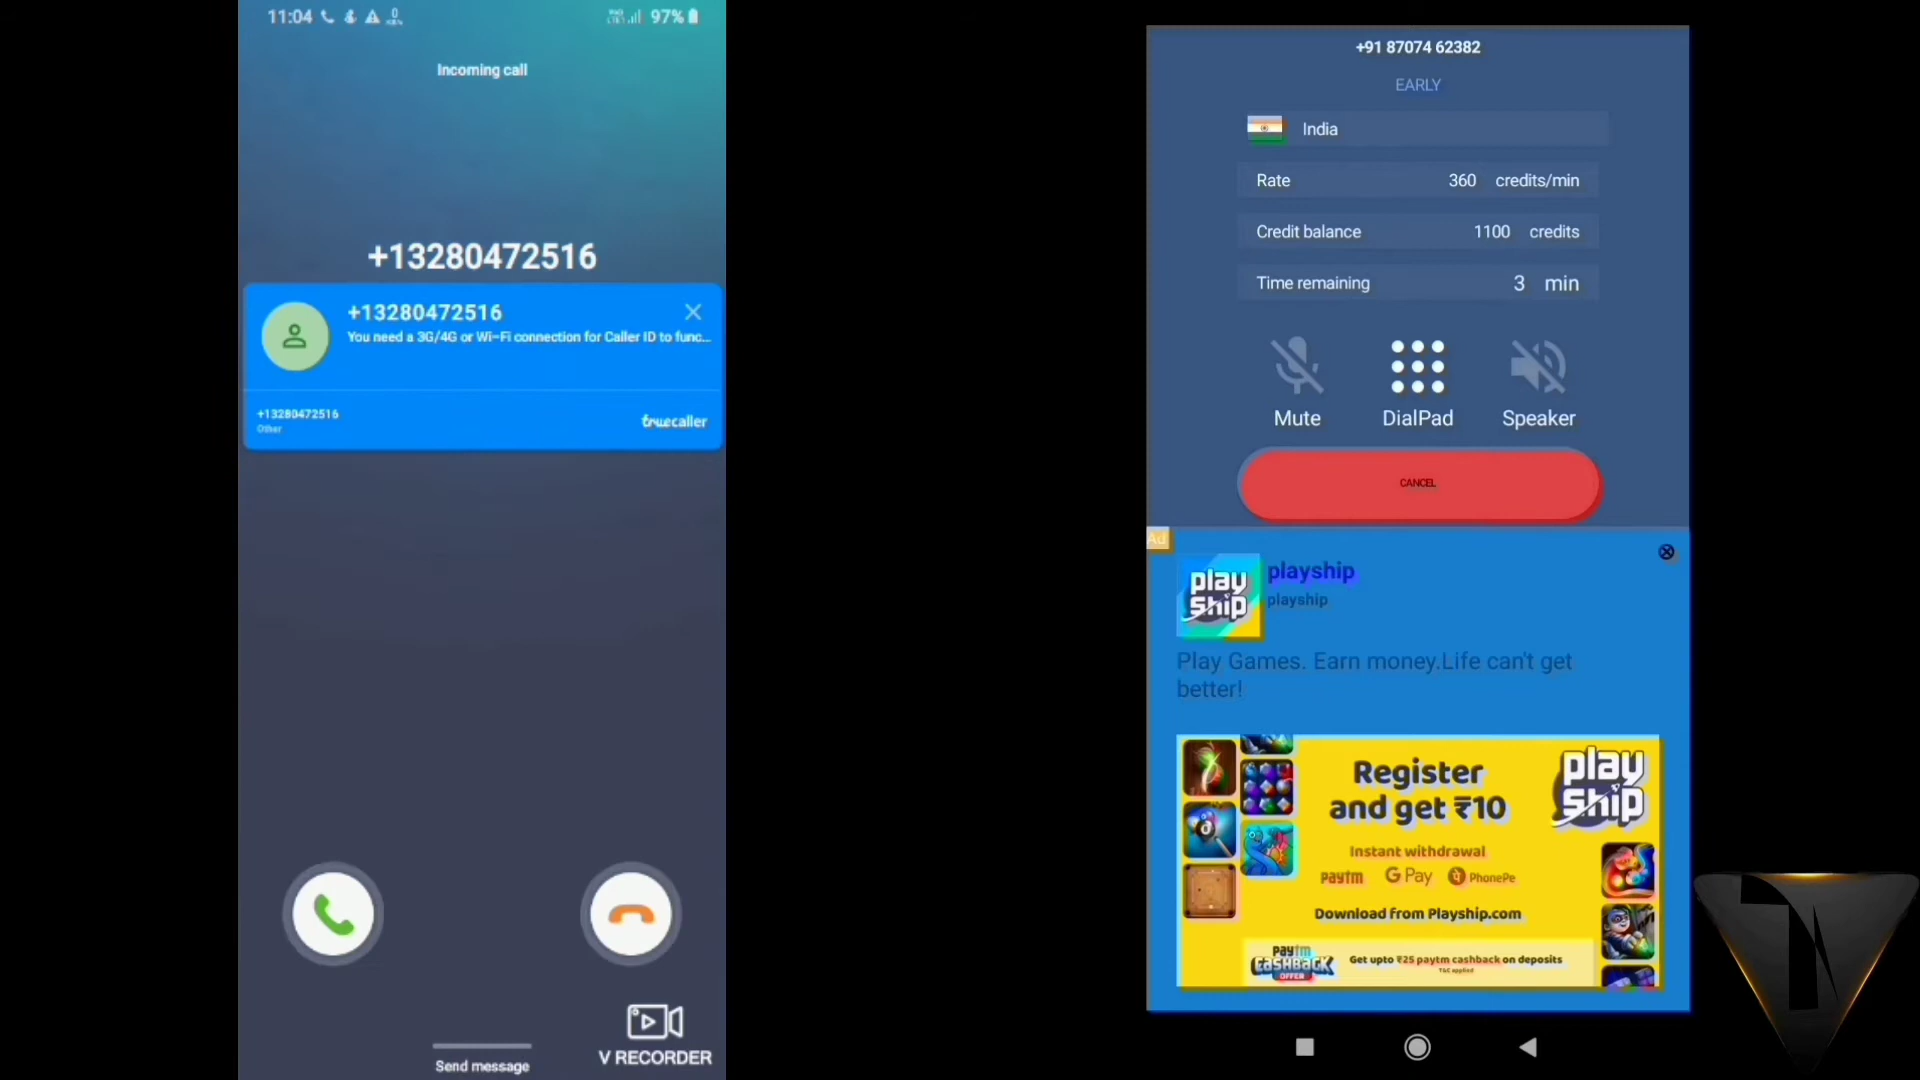 11:04
97%
Incoming call
+13280472516
+13280472516
You need a 3G/4G or Wi-Fi connection for Caller ID to func...
+13280472516
Other
truecaller
V RECORDER
Send message
+91 87074 62382
EARLY
India
Rate 360 credits/min
Credit balance 1100 credits
Time remaining 3 min
Mute DialPad Speaker
CANCEL
Ad
play
ship
playship
playship
Play Games. Earn money.Life can't get
better!
Register
and get ₹10
play
ship
Instant withdrawal
paytm G Pay PhonePe
Download from Playship.com
paytm
CASHBACK
OFFER
Get upto ₹25 paytm cashback on deposits
T&C applied